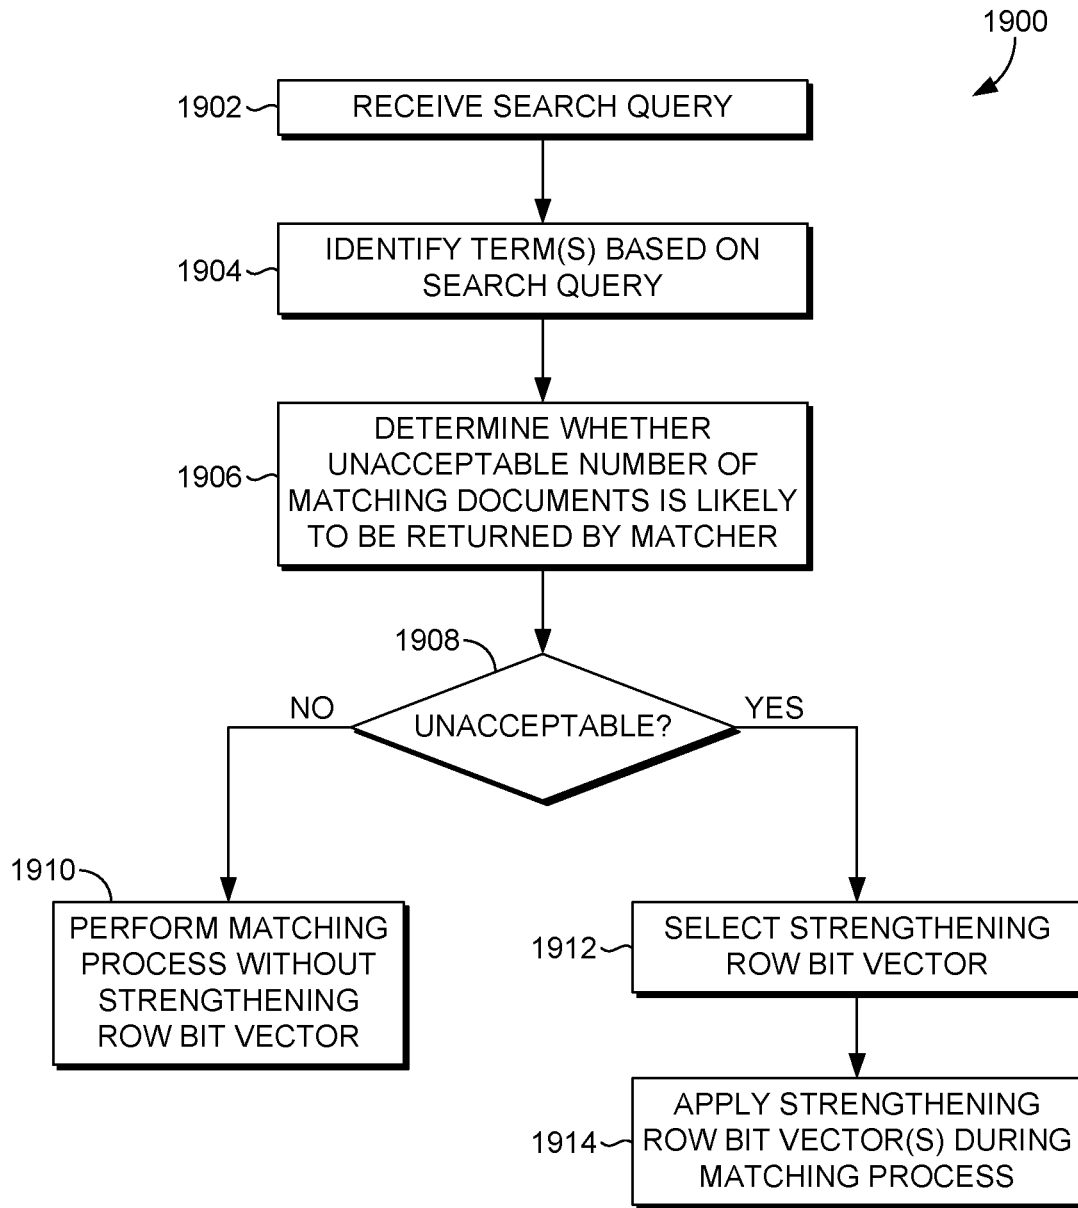 1900
1902
RECEIVE SEARCH QUERY
1904
IDENTIFY TERM(S) BASED ON
SEARCH QUERY
1906
DETERMINE WHETHER
UNACCEPTABLE NUMBER OF
MATCHING DOCUMENTS IS LIKELY
TO BE RETURNED BY MATCHER
1908
UNACCEPTABLE?
NO
YES
1910
PERFORM MATCHING
PROCESS WITHOUT
STRENGTHENING
ROW BIT VECTOR
1912
SELECT STRENGTHENING
ROW BIT VECTOR
1914
APPLY STRENGTHENING
ROW BIT VECTOR(S) DURING
MATCHING PROCESS